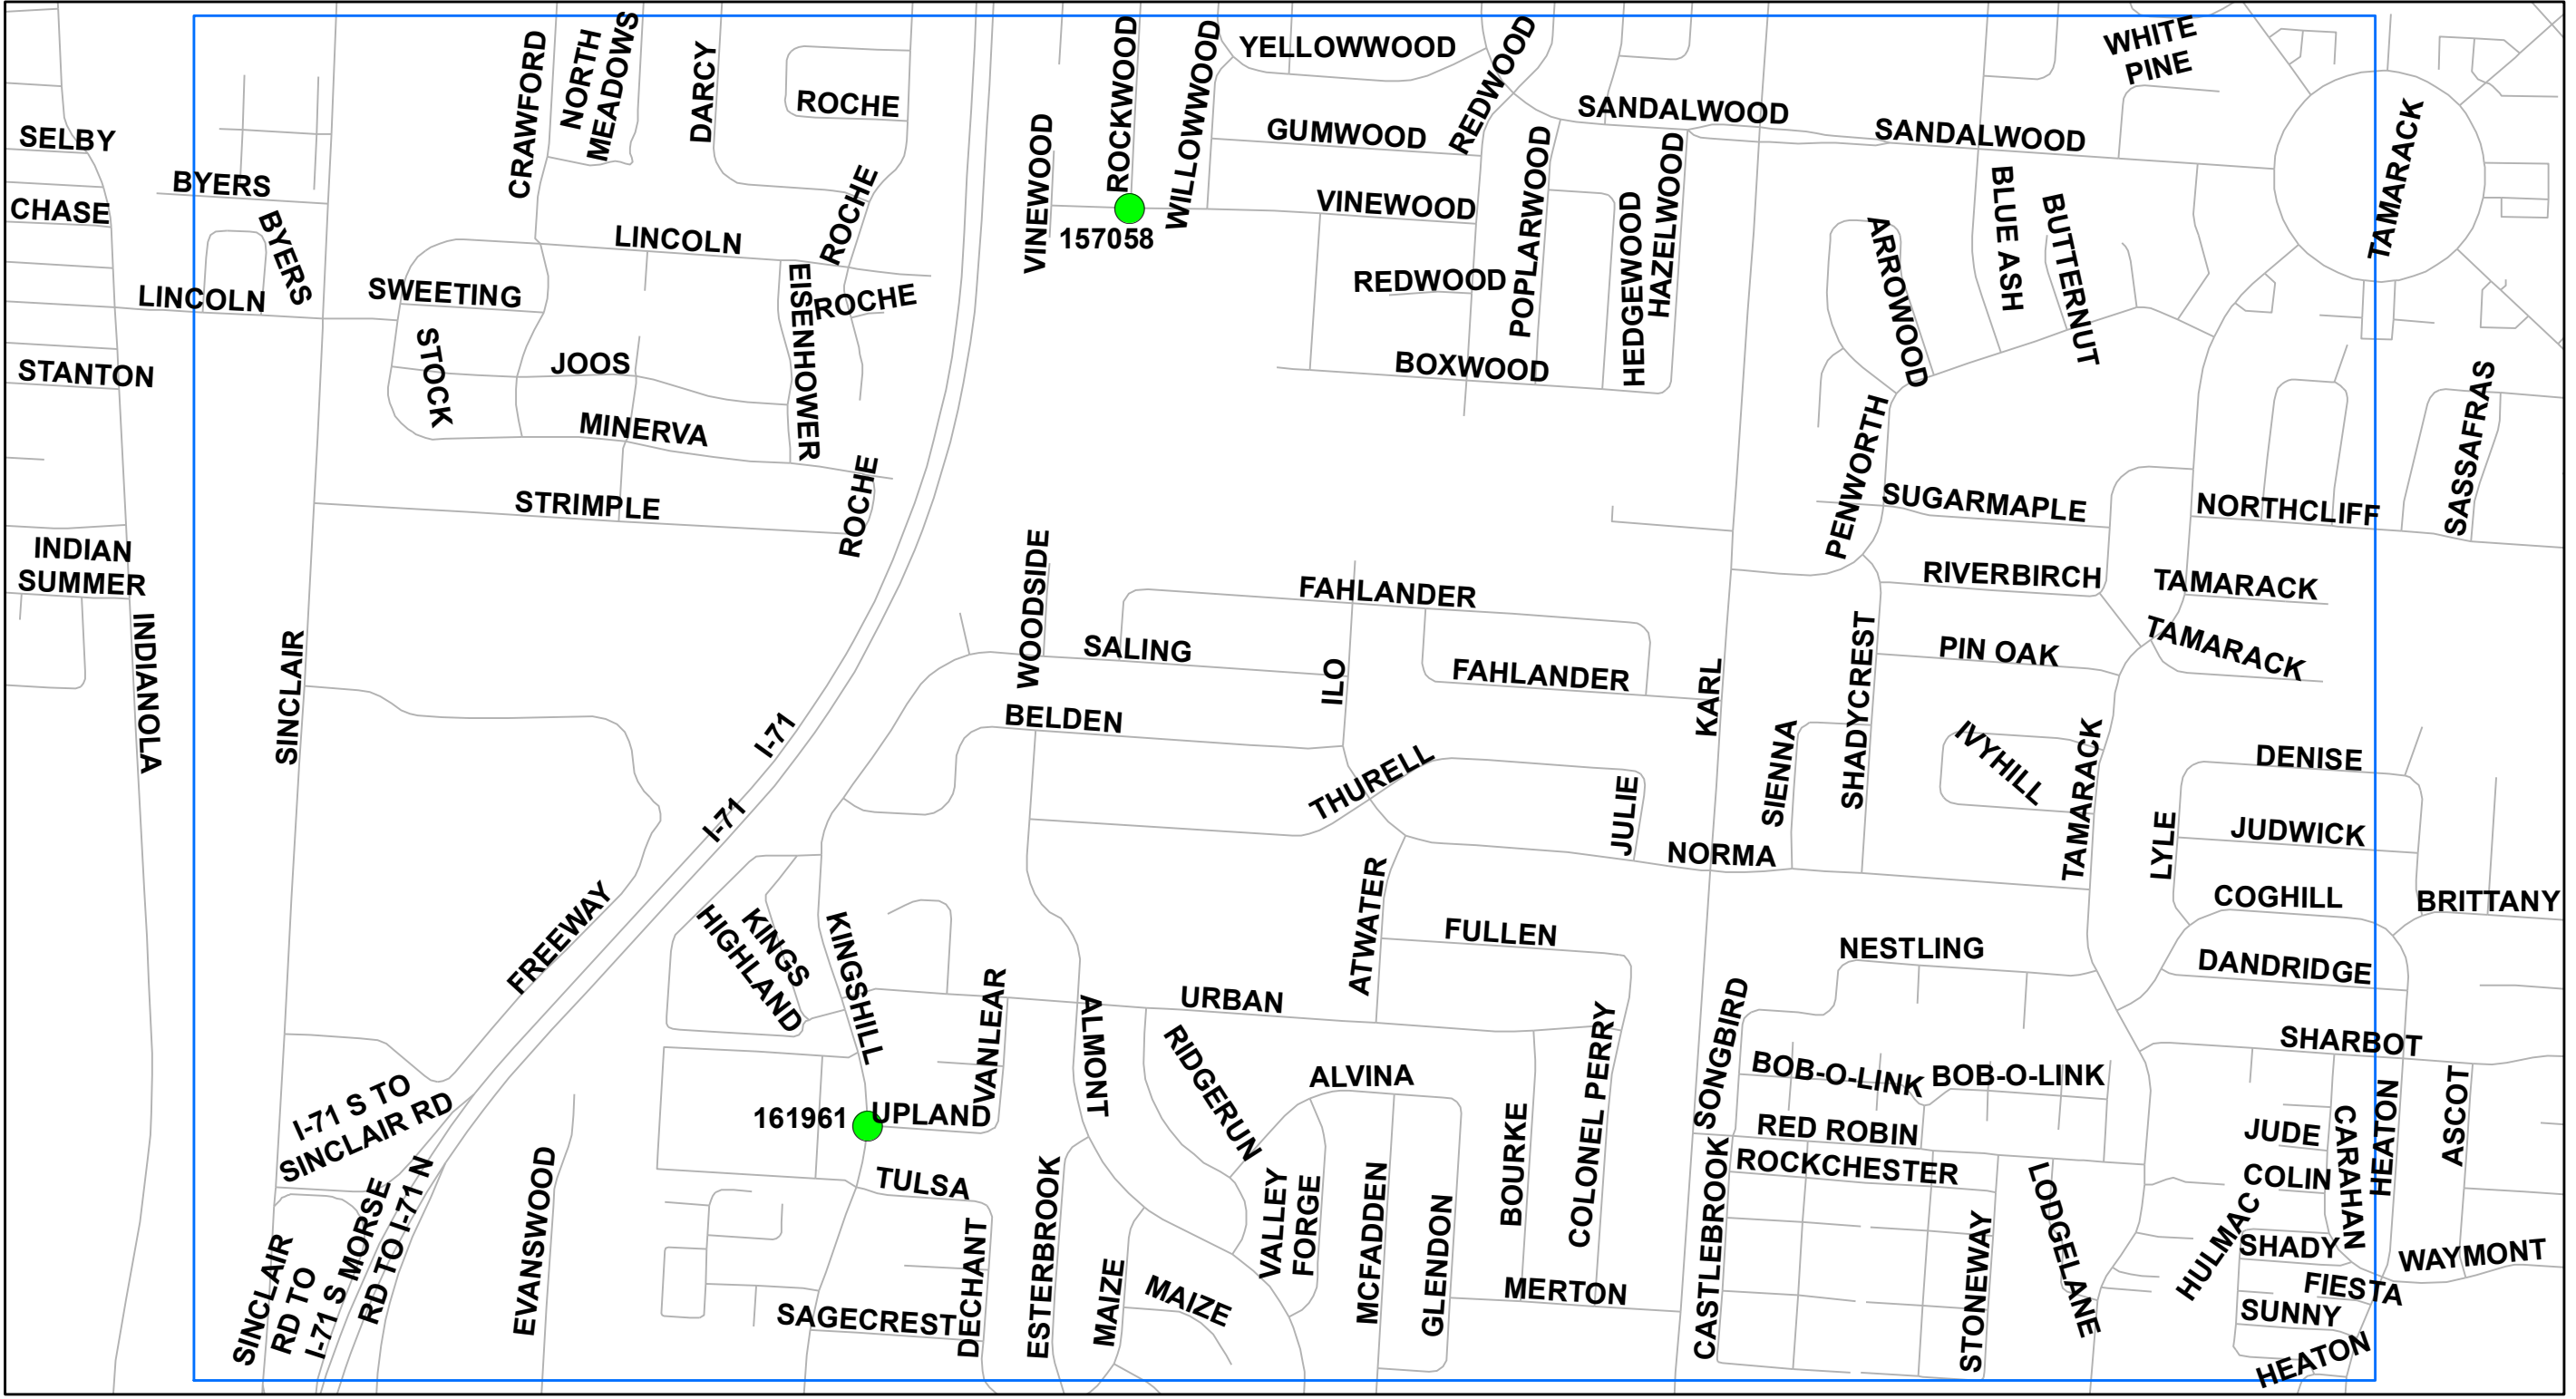 WHITE
PINE
YELLOWWOOD
REDWOOD
ROCKWOOD
WILLOWWOOD
CRAWFORD
NORTH
MEADOWS
DARCY
ROCHE
SANDALWOOD
SANDALWOOD
GUMWOOD
TAMARACK
SELBY
BYERS
CHASE
BYERS
VINEWOOD
VINEWOOD
POPLARWOOD
HEDGEWOOD
HAZELWOOD
BLUE ASH
BUTTERNUT
ARROWOOD
157058
LINCOLN
ROCHE
LINCOLN
SWEETING
EISENHOWER
ROCHE
REDWOOD
STOCK
JOOS
BOXWOOD
STANTON
MINERVA
STRIMPLE
ROCHE
PENWORTH
SUGARMAPLE
NORTHCLIFF
SASSAFRAS
INDIAN
SUMMER
INDIANOLA
SINCLAIR
WOODSIDE
FAHLANDER
RIVERBIRCH
TAMARACK
SALING
ILO
FAHLANDER
KARL
SHADYCREST
PIN OAK
TAMARACK
I-71
BELDEN
THURELL
JULIE
SIENNA
IVYHILL
TAMARACK
DENISE
I-71
NORMA
LYLE
JUDWICK
FREEWAY
HIGHLAND
KINGS
KINGSHILL
ATWATER
FULLEN
COGHILL
BRITTANY
NESTLING
DANDRIDGE
VANLEAR
ALMONT
URBAN
RIDGERUN
COLONEL PERRY
SONGBIRD
SHARBOT
I-71 S TO
SINCLAIR RD
161961
UPLAND
ALVINA
BOB-O-LINK
BOB-O-LINK
RED ROBIN
ROCKCHESTER
BOURKE
JUDE
COLIN
CARAHAN
HEATON
ASCOT
EVANSWOOD
TULSA
DECHANT
ESTERBROOK
VALLEY
FORGE
MCFADDEN
GLENDON
CASTLEBROOK
STONEWAY
LODGELANE
HULMAC
SHADY
WAYMONT
SINCLAIR
RD TO
I-71 S
MORSE
RD TO I-71 N
SAGECREST
MAIZE
MAIZE
MERTON
FIESTA
SUNNY
HEATON